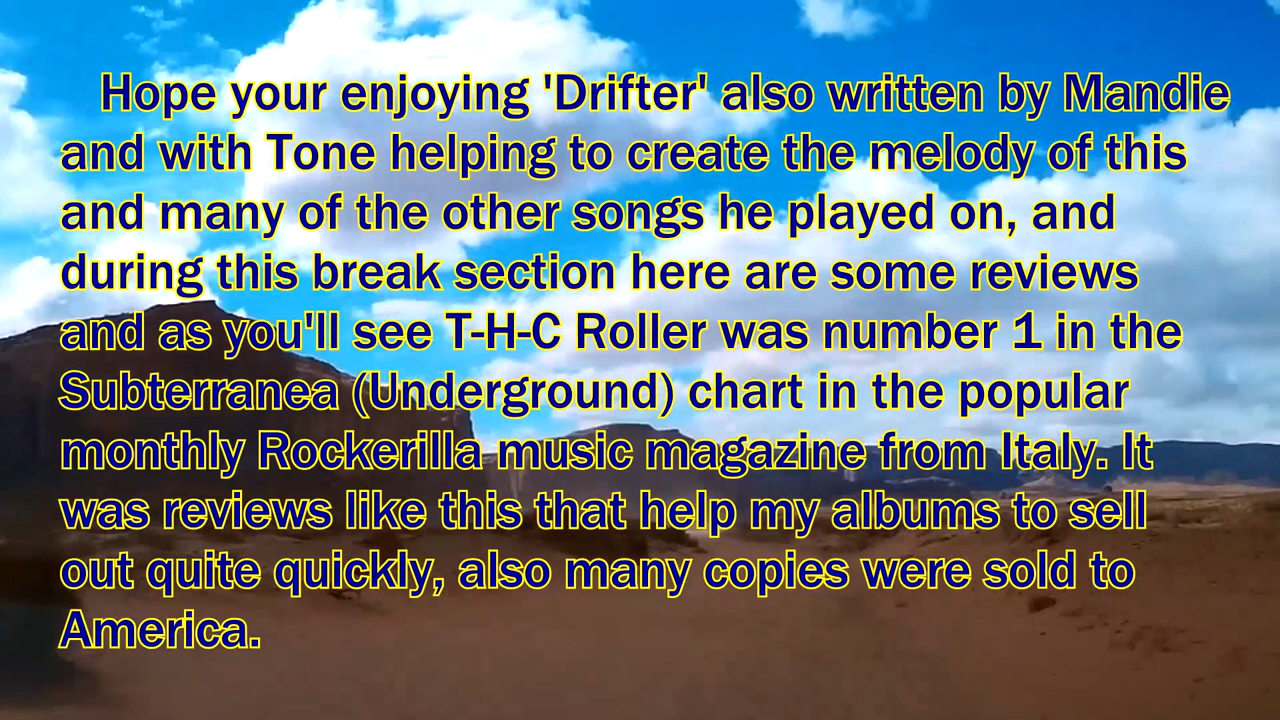 Hope your enjoying 'Drifter' also written by Mandie
and with Tone helping to create the melody of this
and many of the other songs he played on, and
during this break section here are some reviews
and as you'll see T-H-C Roller was number 1 in the
Subterranea (Underground) chart in the popular
monthly Rockerilla music magazine from Italy. It
was reviews like this that help my albums to sell
out quite quickly, also many copies were sold to
America.